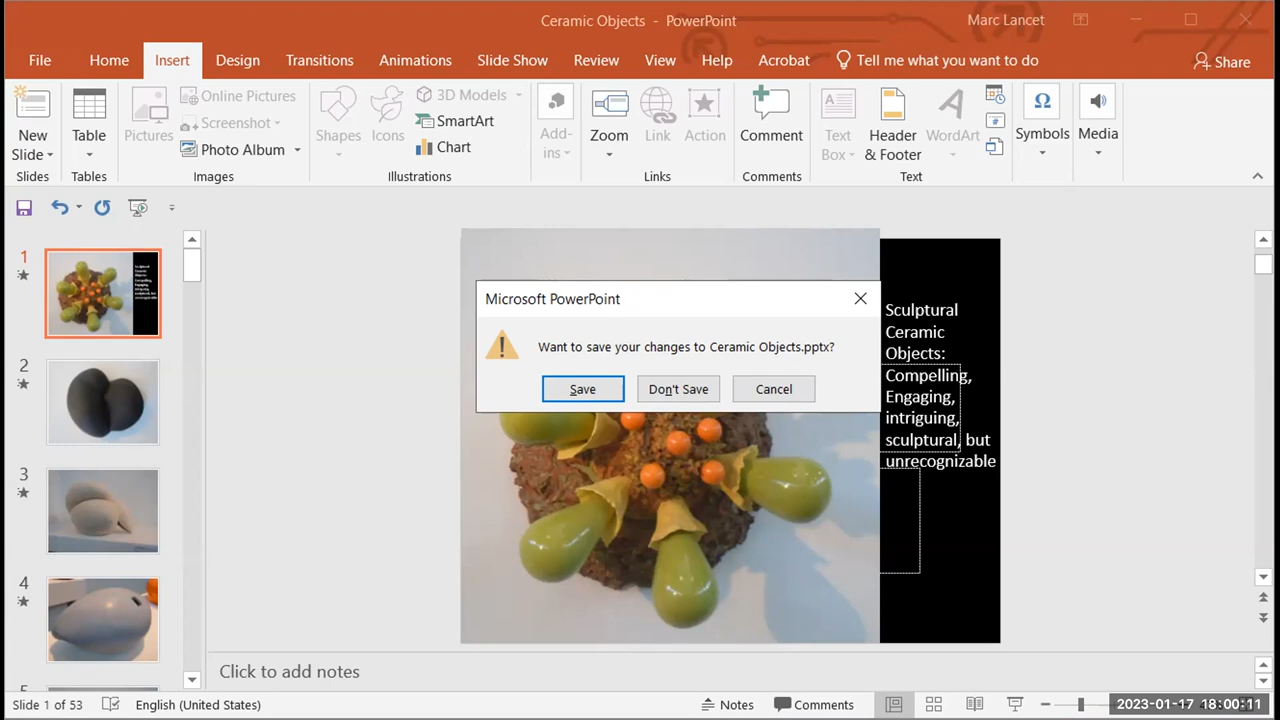 Ceramic Objects - PowerPoint
Marc Lancet
File Home Insert Design Transitions Animations Slide Show Review View Help Acrobat Tell me what you want to do Share
New Slide
Table
Pictures
Online Pictures
Screenshot
Photo Album
Shapes
Icons
3D Models
SmartArt
Chart
Add-ins
Zoom
Link
Action
Comment
Text Box
Header & Footer
WordArt
Symbols
Media
Slides Tables Images Illustrations Links Comments Text
1
2
3
4
5
Sculptural
Ceramic
Objects:
Compelling,
Engaging,
intriguing,
sculptural, but
unrecognizable
Microsoft PowerPoint
Want to save your changes to Ceramic Objects.pptx?
Save Don't Save Cancel
Click to add notes
Slide 1 of 53 English (United States) Notes Comments
2023-01-17 18:00:11